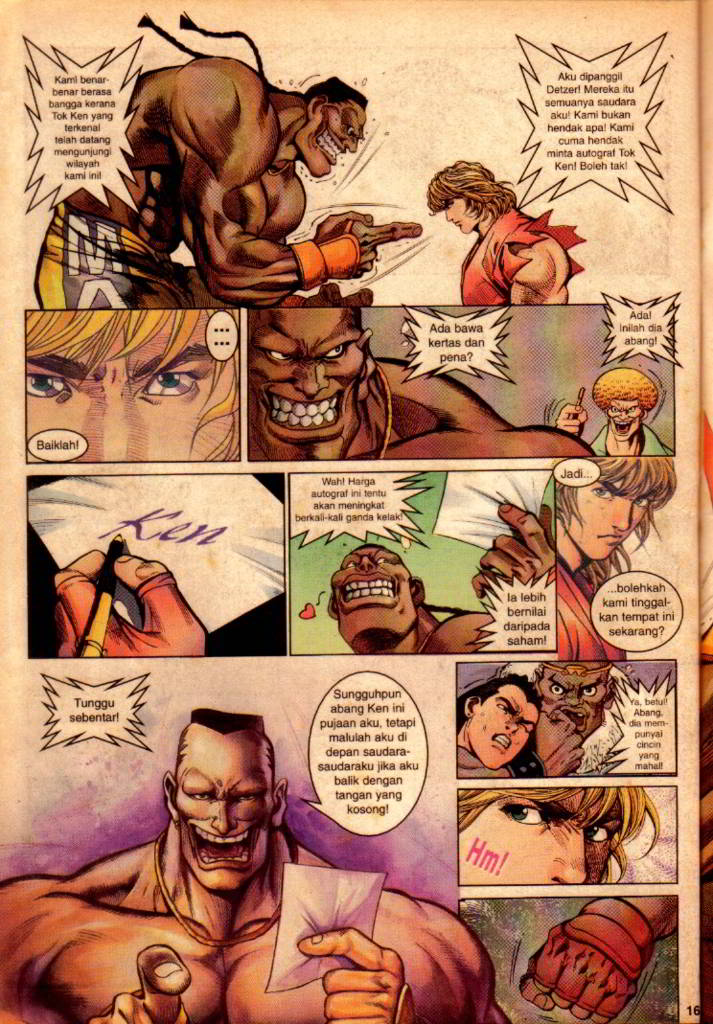 Kami benar-
benar berasa
bangga kerana
Tok Ken yang
terkenal
telah datang
mengunjungi
wilayah
kami ini!
Aku dipanggil
Detzer! Mereka itu
semuanya saudara
aku! Kami bukan
hendak apa! Kami
cuma hendak
minta autograf Tok
Ken! Boleh tak!
...
...
Baiklah!
Ada bawa
kertas dan
pena?
Ada!
Inilah dia
abang!
Ken
Wah! Harga
autograf ini tentu
akan meningkat
berkali-kali ganda kelak!
Ia lebih
bernilai
daripada
saham!
Jadi...
...bolehkah
kami tinggal-
kan tempat ini
sekarang?
Tunggu
sebentar!
Sungguhpun
abang Ken ini
pujaan aku, tetapi
malulah aku di
depan saudara-
saudaraku jika aku
balik dengan
tangan yang
kosong!
Ya, betul!
Abang,
dia mem-
punyai
cincin
yang
mahal!
Hm!
16